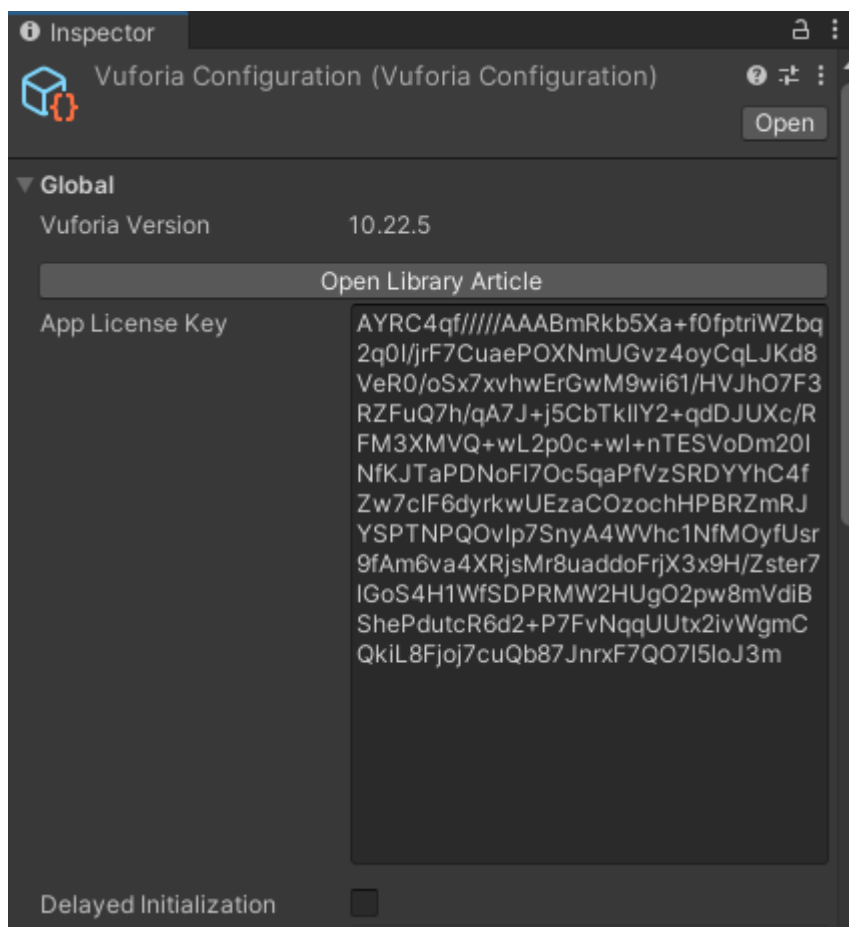 Inspector
Vuforia Configuration (Vuforia Configuration)
Open
Global
Vuforia Version 10.22.5
Open Library Article
App License Key
AYRC4qf/////AAABmRkb5Xa+f0fptriWZbq
2q0I/jrF7CuaePOXNmUGvz4oyCqLJKd8
VeR0/oSx7xvhwErGwM9wi61/HVJhO7F3
RZFuQ7h/qA7J+j5CbTkIlY2+qdDJUXc/R
FM3XMVQ+wL2p0c+wI+nTESVoDm20I
NfKJTaPDNoFl7Oc5qaPfVzSRDYYhC4f
Zw7cIF6dyrkwUEzaCOzochHPBRZmRJ
YSPTNPQOvIp7SnyA4WVhc1NfMOyfUsr
9fAm6va4XRjsMr8uaddoFrjX3x9H/Zster7
IGoS4H1WfSDPRMW2HUgO2pw8mVdiB
ShePdutcR6d2+P7FvNqqUUtx2ivWgmC
QkiL8Fjoj7cuQb87JnrxF7QO7I5IoJ3m
Delayed Initialization